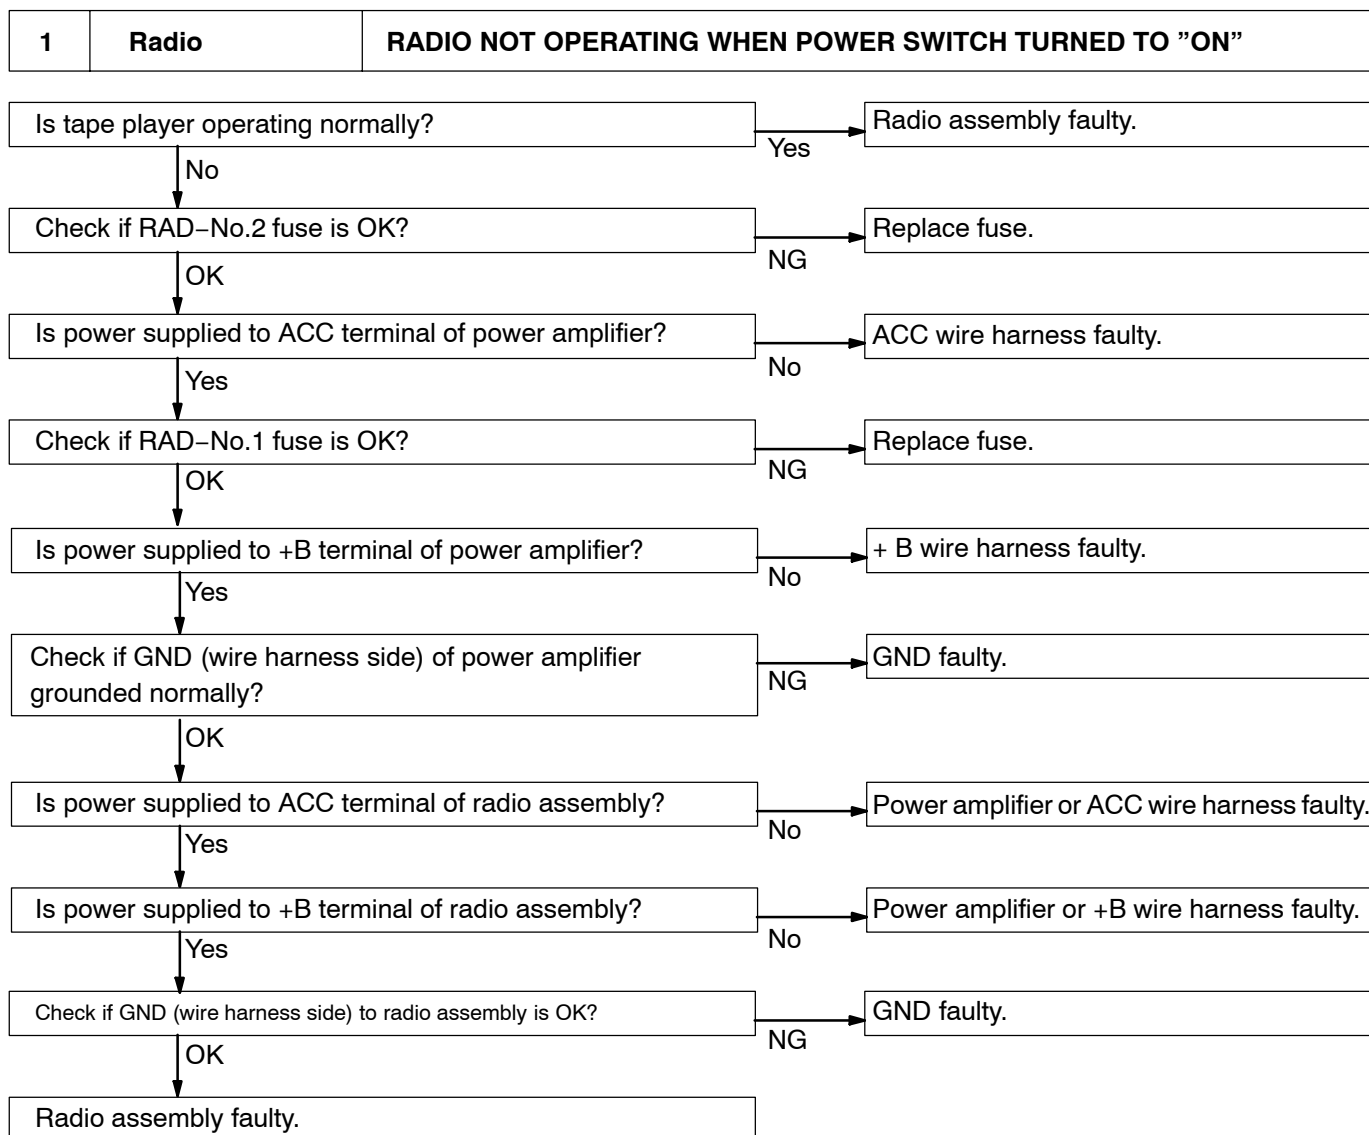 1 Radio RADIO NOT OPERATING WHEN POWER SWITCH TURNED TO ”ON”
Is tape player operating normally?
Yes
Radio assembly faulty.
No
Check if RAD–No.2 fuse is OK?
NG
Replace fuse.
OK
Is power supplied to ACC terminal of power amplifier?
No
ACC wire harness faulty.
Yes
Check if RAD–No.1 fuse is OK?
NG
Replace fuse.
OK
Is power supplied to +B terminal of power amplifier?
No
+ B wire harness faulty.
Yes
Check if GND (wire harness side) of power amplifier
grounded normally?
NG
GND faulty.
OK
Is power supplied to ACC terminal of radio assembly?
No
Power amplifier or ACC wire harness faulty.
Yes
Is power supplied to +B terminal of radio assembly?
No
Power amplifier or +B wire harness faulty.
Yes
Check if GND (wire harness side) to radio assembly is OK?
NG
GND faulty.
OK
Radio assembly faulty.